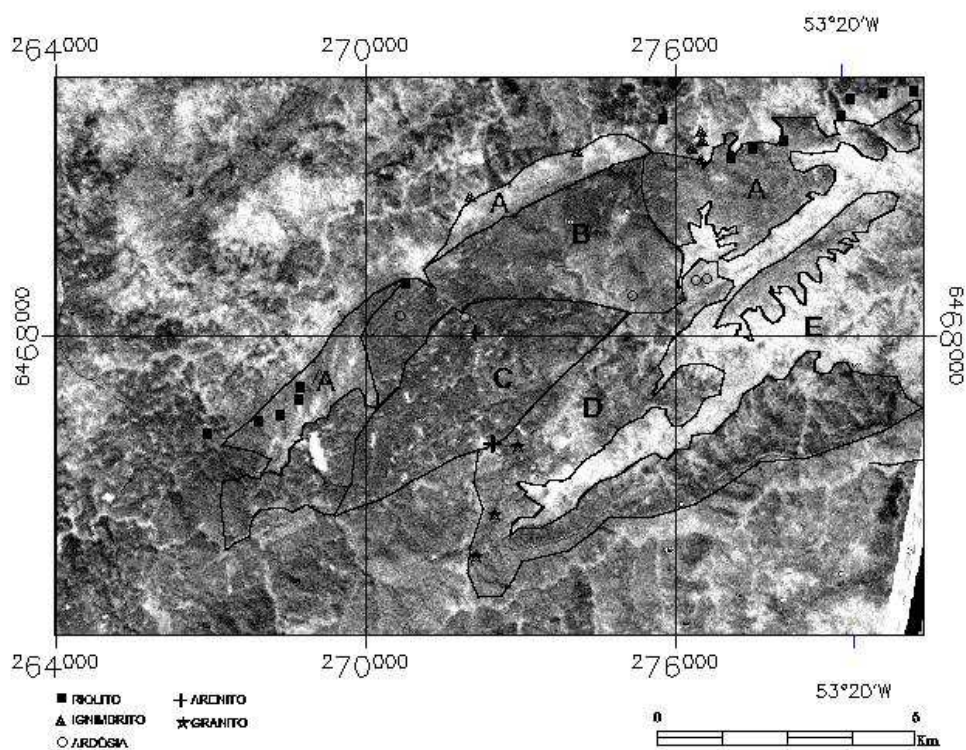 53°20'W
264000 270000 276000
A
A
B
E
6468000 6468000
A
C
D
264000 270000 276000
53°20'W
RIOLITO ARENITO
IGNIMBRITO GRANITO
ARDÓSIA
0 5
Km